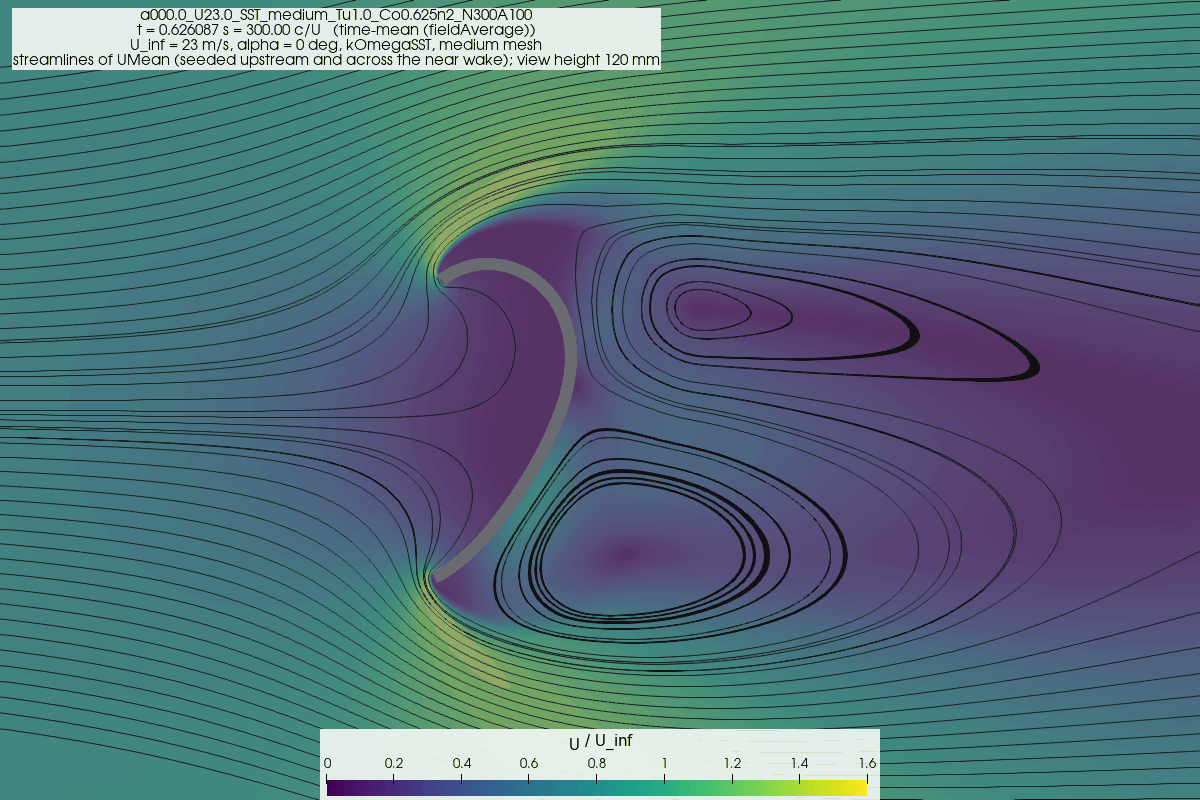 a000.0_U23.0_SST_medium_Tu1.0_Co0.625n2_N300A100
t = 0.626087 s = 300.00 c/U (time-mean (fieldAverage))
U_inf = 23 m/s, alpha = 0 deg, kOmegaSST, medium mesh
streamlines of UMean (seeded upstream and across the near wake); view height 120 mm
U / U_inf
0 0.2 0.4 0.6 0.8 1 1.2 1.4 1.6